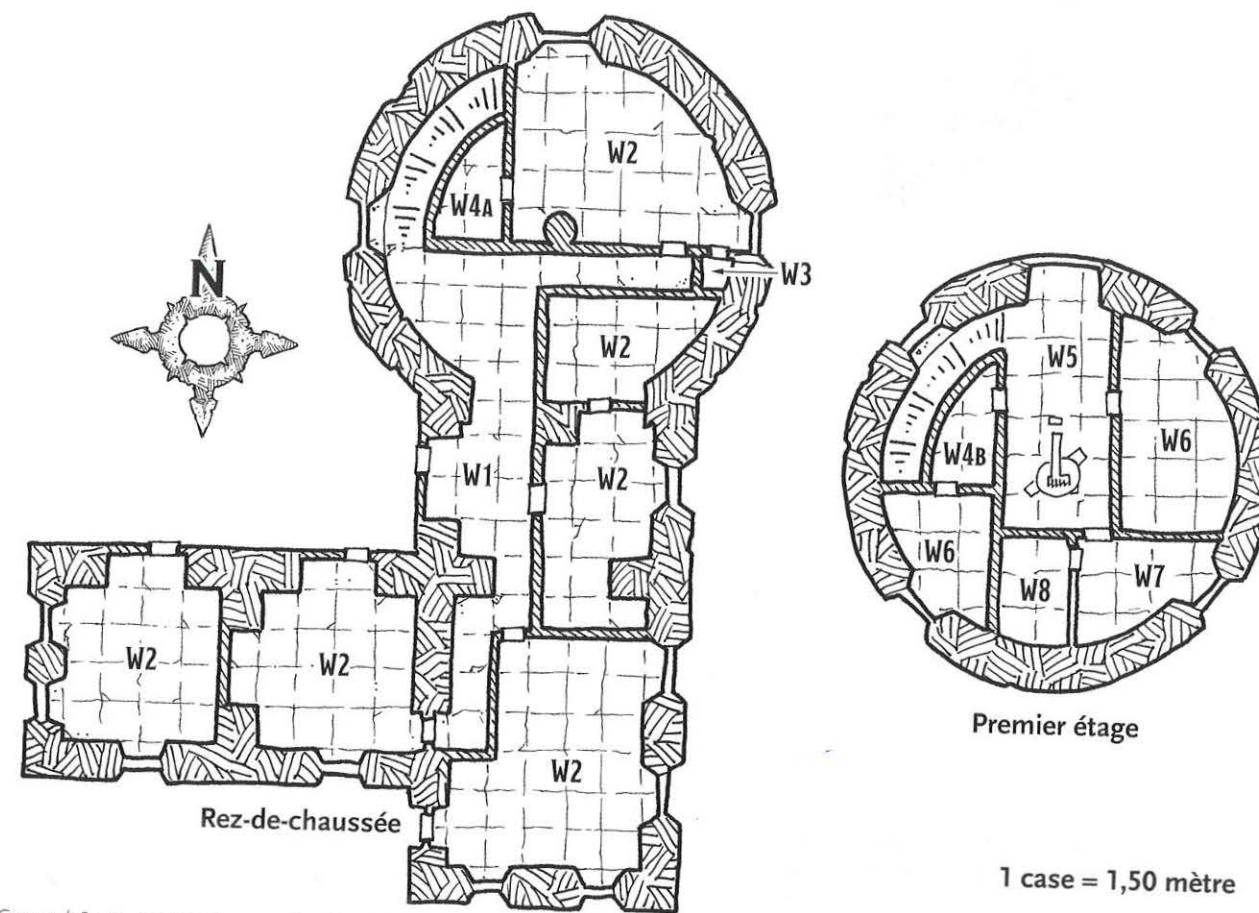 W2
W4A
N
W3
W2
W5
W4B
W6
W1
W2
W6
W8
W7
W2
W2
W2
Premier étage
Rez-de-chaussée
1 case = 1,50 mètre